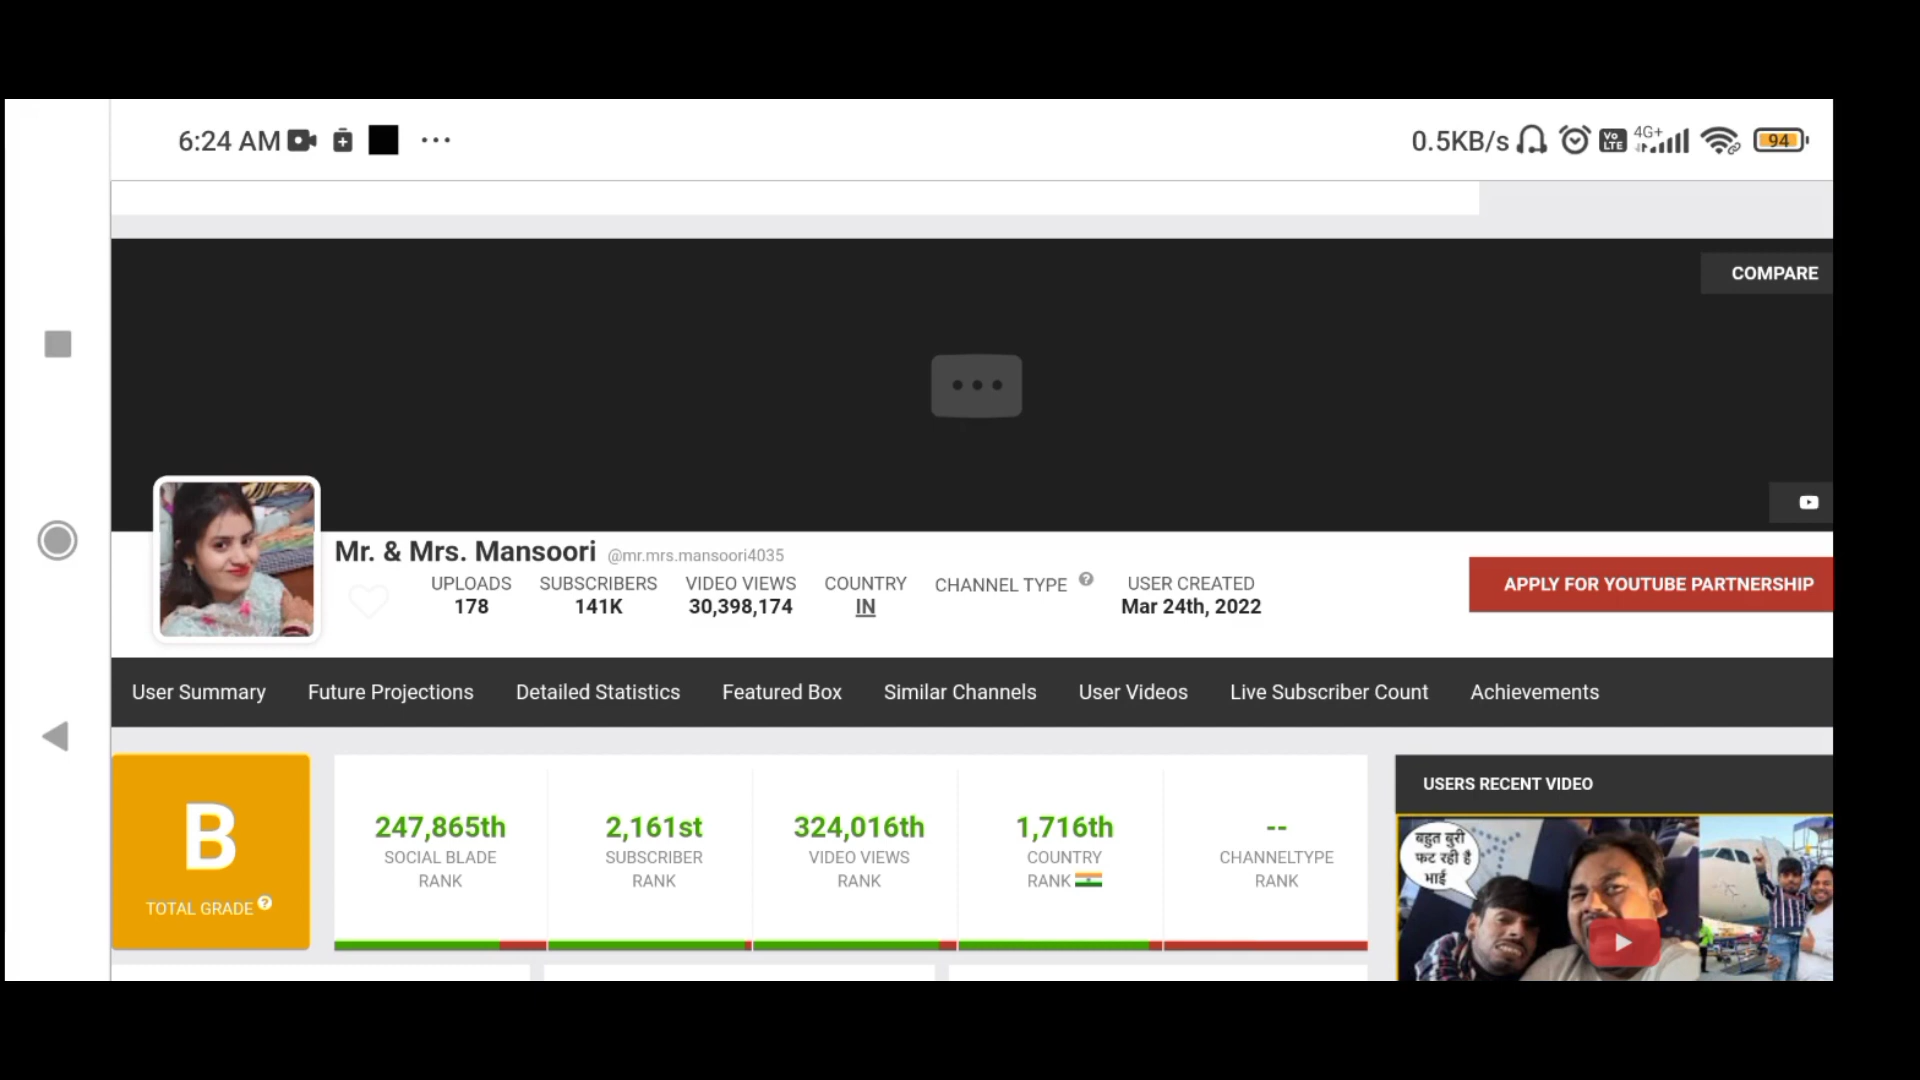 6:24 AM ...
0.5KB/s Vo LTE 4G+ 94
COMPARE
Mr. & Mrs. Mansoori @mr.mrs.mansoori4035
UPLOADS SUBSCRIBERS VIDEO VIEWS COUNTRY CHANNEL TYPE ? USER CREATED
178 141K 30,398,174 IN Mar 24th, 2022
APPLY FOR YOUTUBE PARTNERSHIP
User Summary Future Projections Detailed Statistics Featured Box Similar Channels User Videos Live Subscriber Count Achievements
B
TOTAL GRADE ?
247,865th 2,161st 324,016th 1,716th --
SOCIAL BLADE SUBSCRIBER VIDEO VIEWS COUNTRY CHANNELTYPE
RANK RANK RANK RANK RANK
USERS RECENT VIDEO
बहुत बुरी
फट रही है
भाई